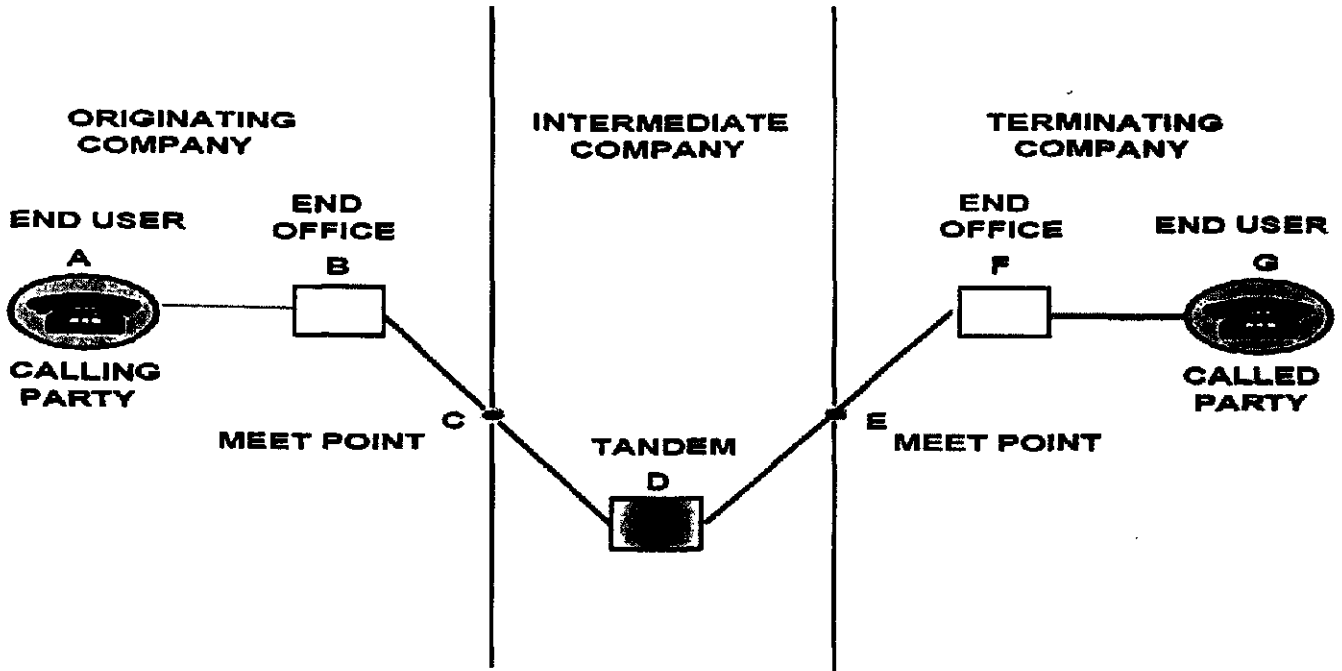 ORIGINATING
COMPANY
INTERMEDIATE
COMPANY
TERMINATING
COMPANY
END USER
A
END
OFFICE
B
END
OFFICE
F
END USER
G
CALLING
PARTY
CALLED
PARTY
MEET POINT
C
TANDEM
D
E
MEET POINT